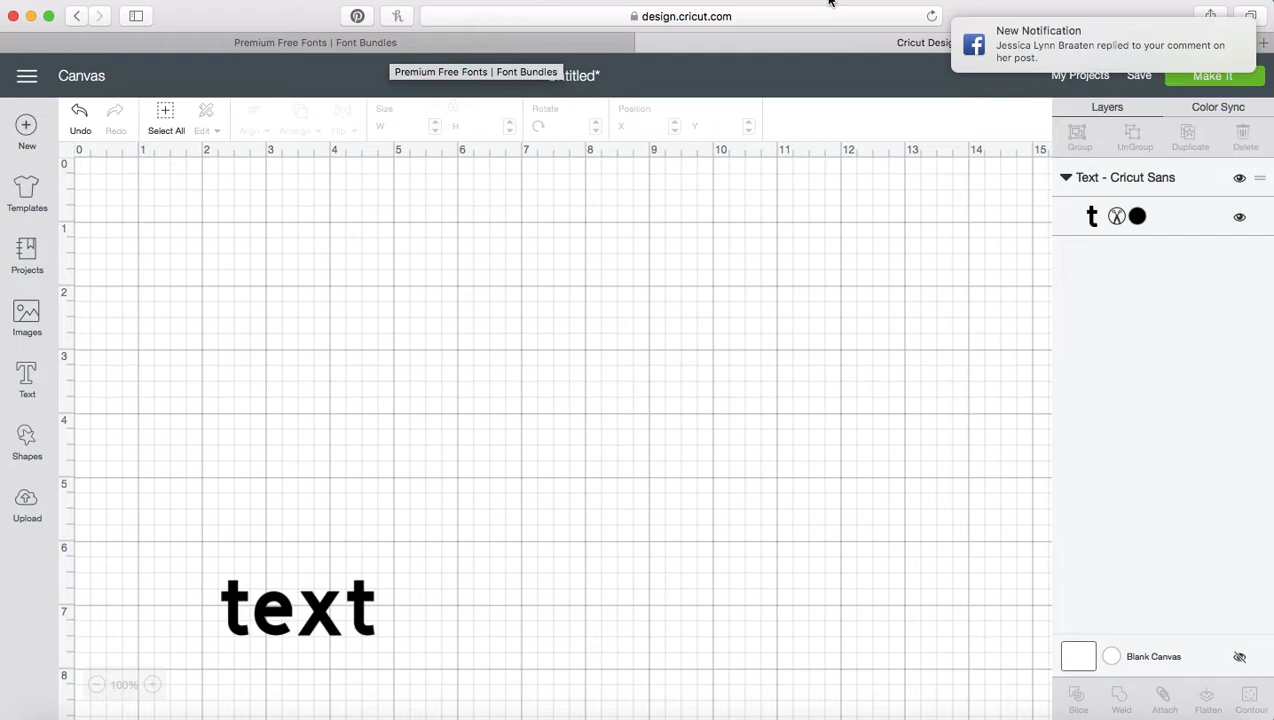 design.cricut.com
Premium Free Fonts | Font Bundles
Cricut Desig
New Notification
Jessica Lynn Braaten replied to your comment on
her post.
Canvas
Premium Free Fonts | Font Bundles
ntitled*
My Projects
Save
Make It
Undo
Redo
Select All
Edit
Align
Arrange
Flip
Size
W
H
Rotate
Position
X
Y
Layers
Color Sync
Group
UnGroup
Duplicate
Delete
New
Templates
Projects
Images
Text
Shapes
Upload
0 1 2 3 4 5 6 7 8 9 10 11 12 13 14 15
0
1
2
3
4
5
6
7
8
Text - Cricut Sans
t
text
100%
Blank Canvas
Slice
Weld
Attach
Flatten
Contour